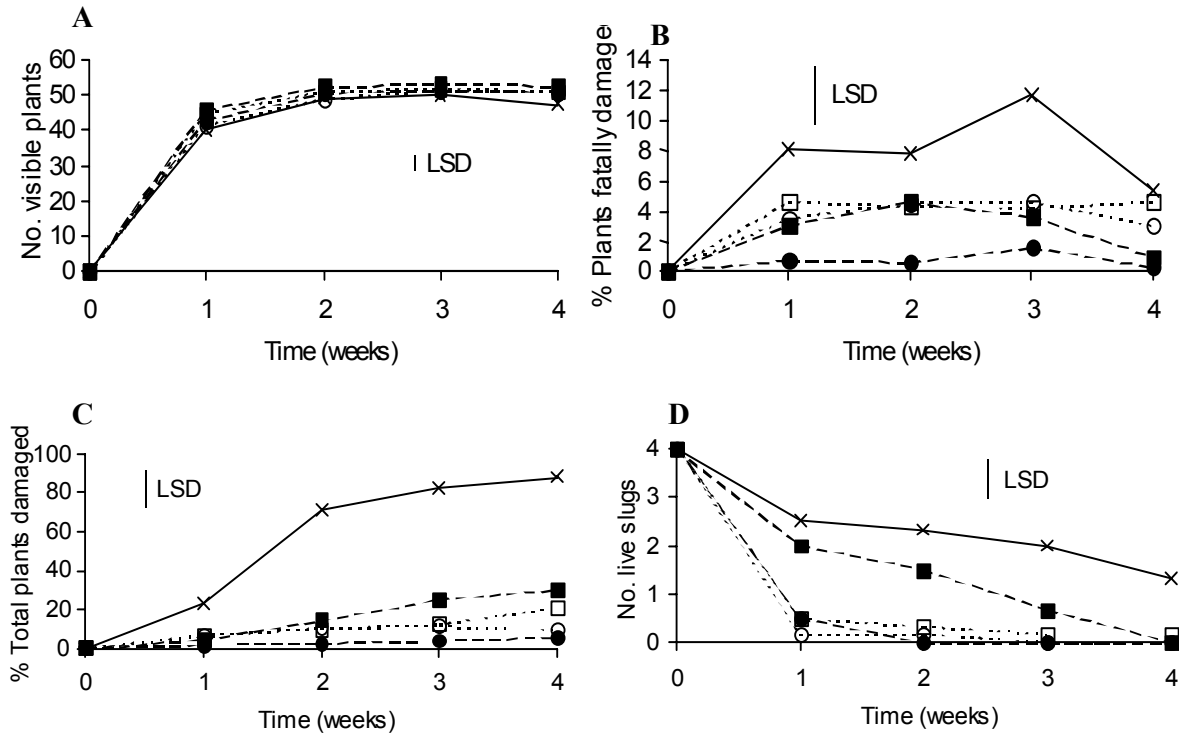 A
No. visible plants
60
50
40
30
20
10
0
LSD
0 1 2 3 4
Time (weeks)
B
% Plants fatally damage
14
12
10
8
6
4
2
0
LSD
0 1 2 3 4
Time (weeks)
C
% Total plants damaged
100
80
60
40
20
0
LSD
0 1 2 3 4
Time (weeks)
D
No. live slugs
4
3
2
1
0
LSD
0 1 2 3 4
Time (weeks)